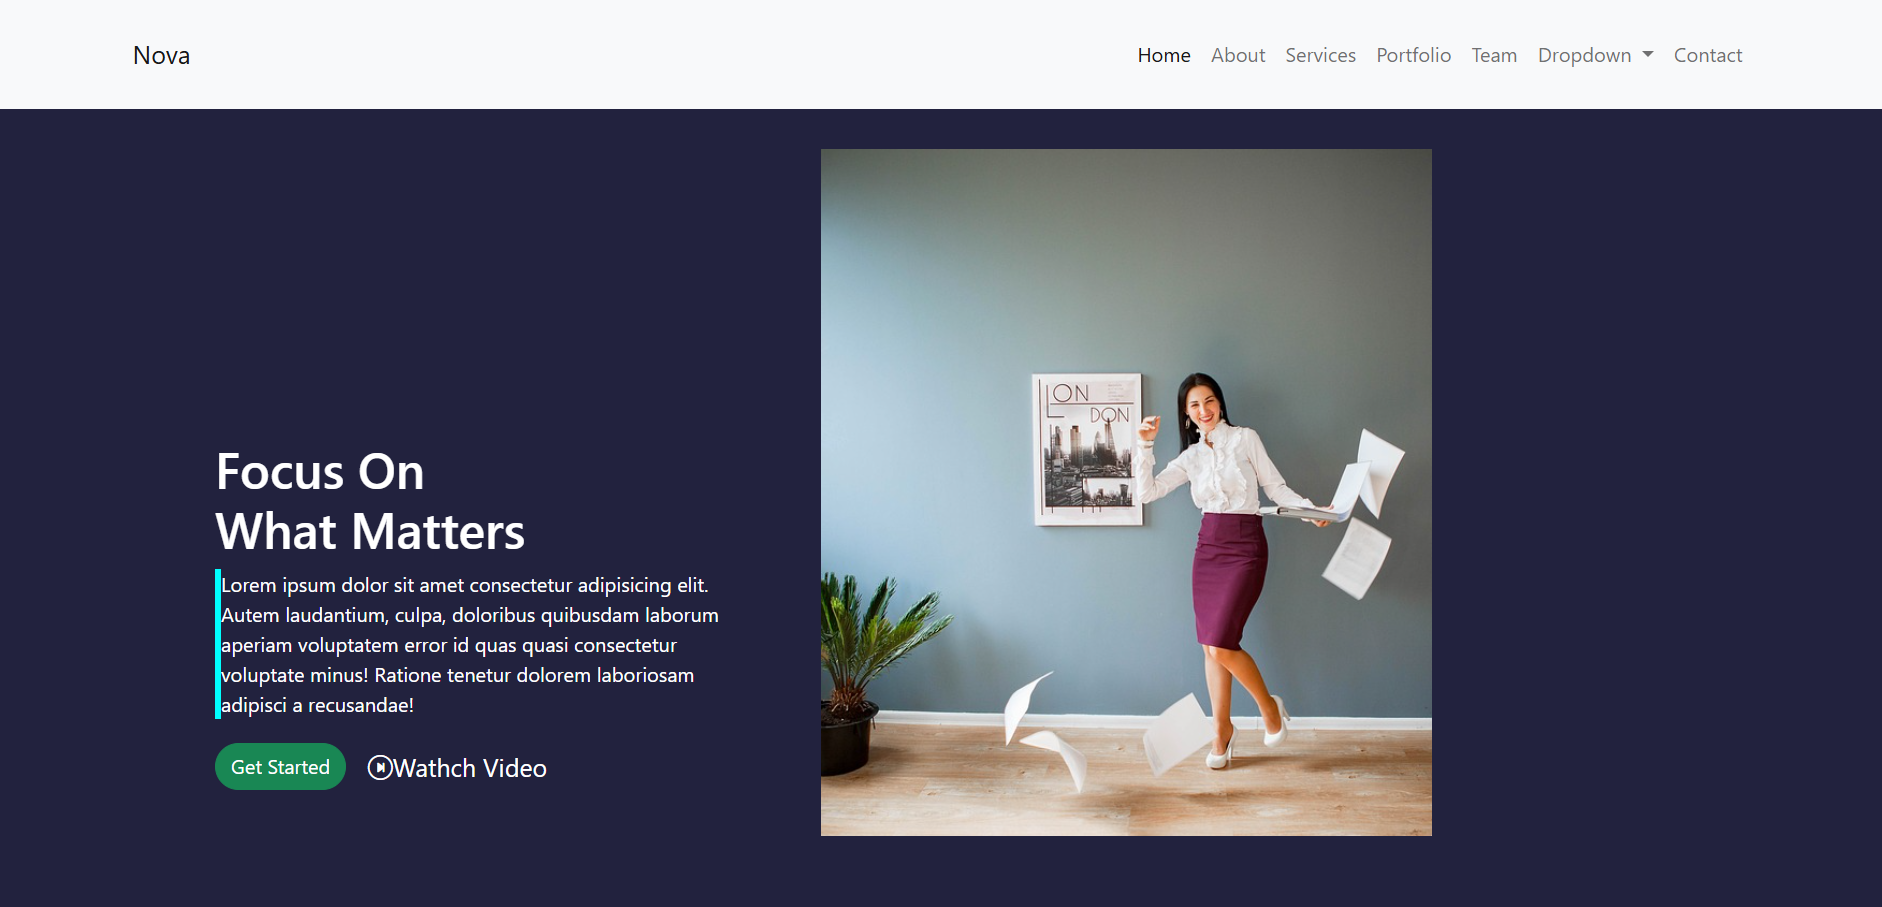 Nova
Home About Services Portfolio Team Dropdown Contact
LON
DON
Focus On
What Matters
Lorem ipsum dolor sit amet consectetur adipisicing elit.
Autem laudantium, culpa, doloribus quibusdam laborum
aperiam voluptatem error id quas quasi consectetur
voluptate minus! Ratione tenetur dolorem laboriosam
adipisci a recusandae!
Get Started
Wathch Video